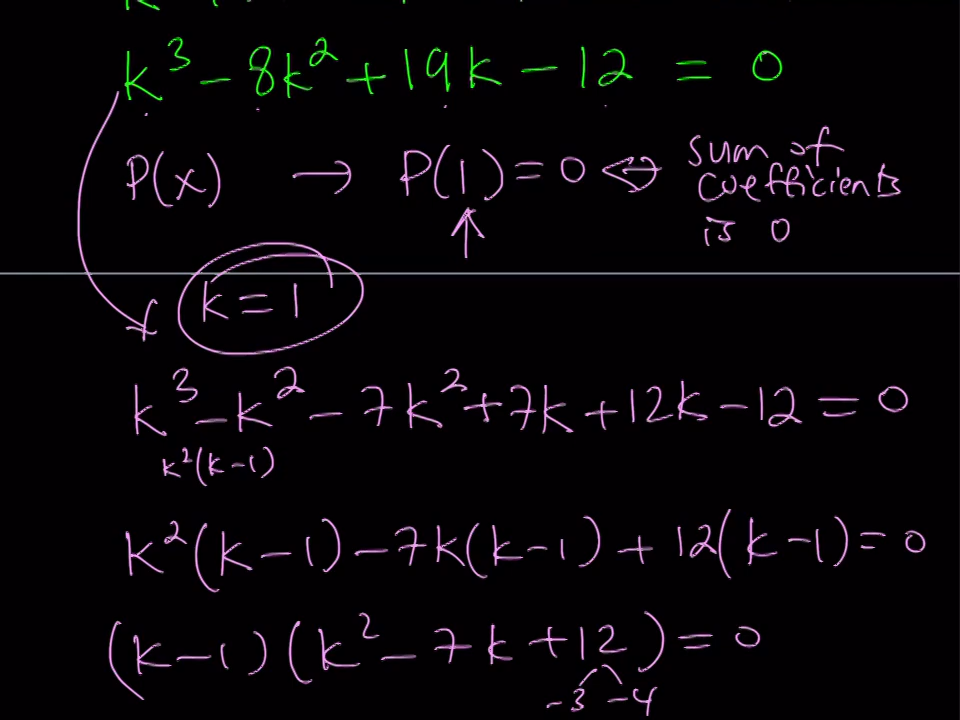 k³ − 8k² + 19k − 12 = 0
P(x) → P(1) = 0 ⇔ sum of coefficients is 0
↑
k = 1
k³ − k² − 7k² + 7k + 12k − 12 = 0
k²(k−1)
k²(k−1) − 7k(k−1) + 12(k−1) = 0
(k−1)(k² − 7k + 12) = 0
−3 −4